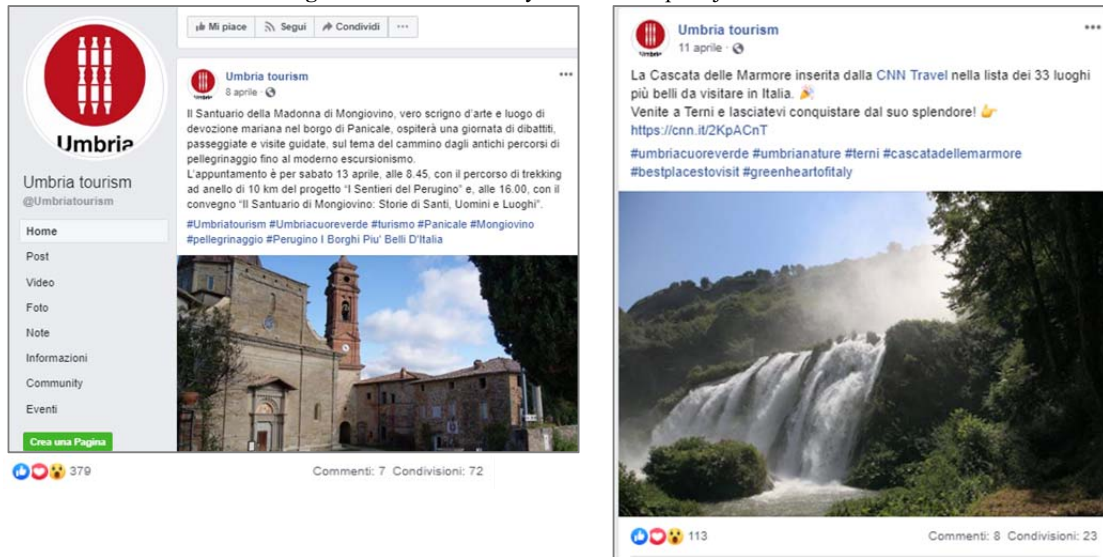 Mi piace Segui Condividi ...
Umbria
Umbria tourism
@Umbriatourism
Home
Post
Video
Foto
Note
Informazioni
Community
Eventi
Crea una Pagina
Umbria tourism
8 aprile
Il Santuario della Madonna di Mongiovino, vero scrigno d'arte e luogo di
devozione mariana nel borgo di Panicale, ospiterà una giornata di dibattiti,
passeggiate e visite guidate, sul tema del cammino dagli antichi percorsi di
pellegrinaggio fino al moderno escursionismo.
L'appuntamento è per sabato 13 aprile, alle 8.45, con il percorso di trekking
ad anello di 10 km del progetto "I Sentieri del Perugino" e, alle 16.00, con il
convegno "Il Santuario di Mongiovino: Storie di Santi, Uomini e Luoghi".
#Umbriatourism #Umbriacuoreverde #turismo #Panicale #Mongiovino
#pellegrinaggio #Perugino I Borghi Piu' Belli D'Italia
379 Commenti: 7 Condivisioni: 72
Umbria tourism
11 aprile
La Cascata delle Marmore inserita dalla CNN Travel nella lista dei 33 luoghi
più belli da visitare in Italia. 🎉
Venite a Terni e lasciatevi conquistare dal suo splendore! 👉
https://cnn.it/2KpACnT
#umbriacuoreverde #umbrianature #terni #cascatadellemarmore
#bestplacestovisit #greenheartofitaly
113 Commenti: 8 Condivisioni: 23